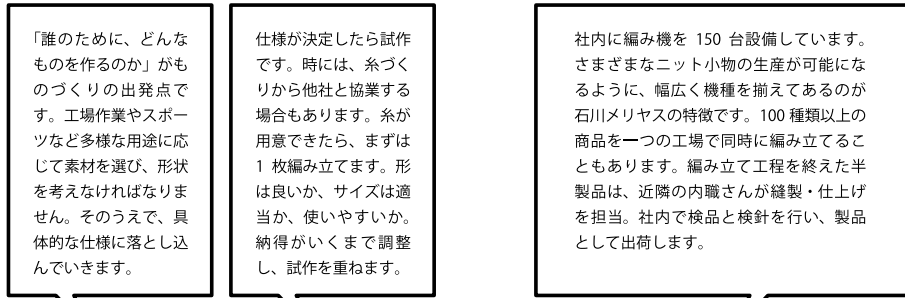 「誰のために、どんな
ものを作るのか」がも
のづくりの出発点で
す。工場作業やスポー
ツなど多様な用途に応
じて素材を選び、形状
を考えなければなりま
せん。そのうえで、具
体的な仕様に落とし込
んでいきます。
仕様が決定したら試作
です。時には、糸づく
りから他社と協業する
場合もあります。糸が
用意できたら、まずは
1 枚編み立てます。形
は良いか、サイズは適
当か、使いやすいか。
納得がいくまで調整
し、試作を重ねます。
社内に編み機を 150 台設備しています。
さまざまなニット小物の生産が可能にな
るように、幅広く機種を揃えてあるのが
石川メリヤスの特徴です。100 種類以上の
商品を一つの工場で同時に編み立てるこ
ともあります。編み立て工程を終えた半
製品は、近隣の内職さんが縫製・仕上げ
を担当。社内で検品と検針を行い、製品
として出荷します。